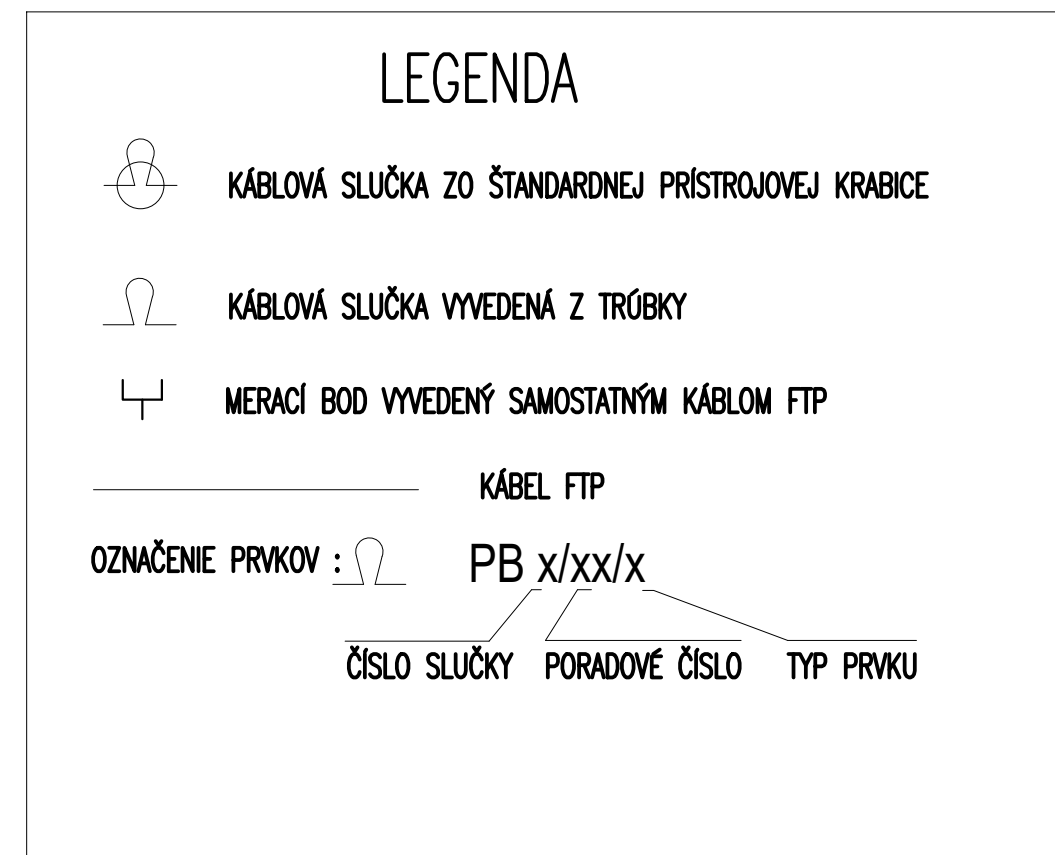 LEGENDA
KÁBLOVÁ SLUČKA ZO ŠTANDARDNEJ PRÍSTROJOVEJ KRABICE
KÁBLOVÁ SLUČKA VYVEDENÁ Z TRÚBKY
MERACÍ BOD VYVEDENÝ SAMOSTATNÝM KÁBLOM FTP
KÁBEL FTP
OZNAČENIE PRVKOV : PB x/xx/x
ČÍSLO SLUČKY PORADOVÉ ČÍSLO TYP PRVKU